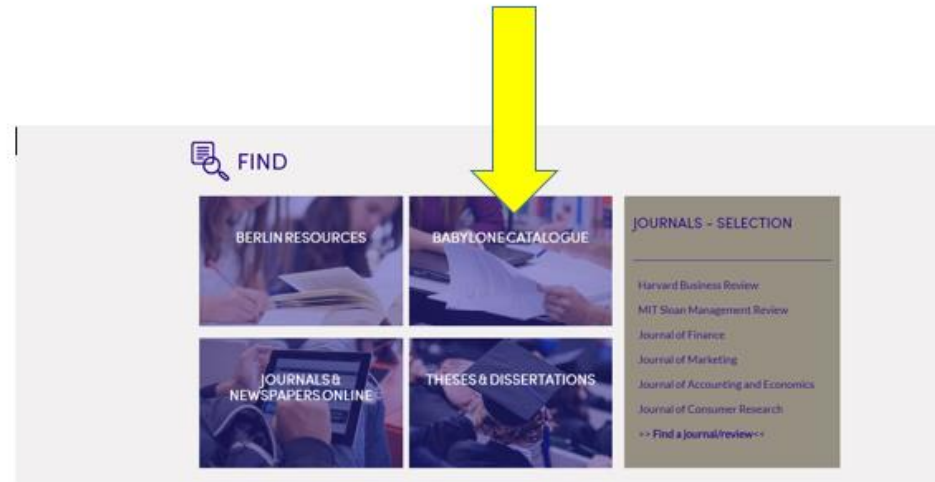 FIND
BERLIN RESOURCES
BABYLONE CATALOGUE
JOURNALS &
NEWSPAPERS ONLINE
THESES & DISSERTATIONS
JOURNALS - SELECTION
Harvard Business Review
MIT Sloan Management Review
Journal of Finance
Journal of Marketing
Journal of Accounting and Economics
Journal of Consumer Research
>> Find a journal/review<<